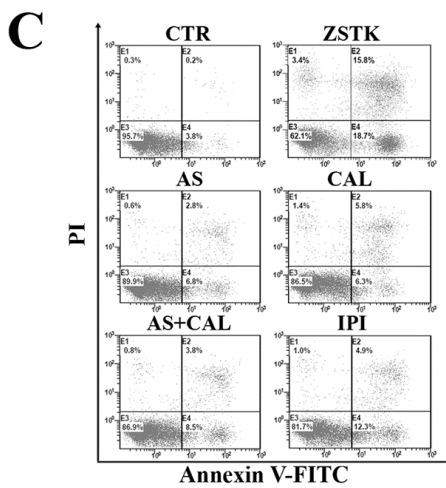 C
CTR ZSTK
E1 E2 E1 E2
0.3% 0.2% 3.4% 15.8%
E3 E4 E3 E4
95.7% 3.8% 62.1% 18.7%
AS CAL
E1 E2 E1 E2
0.6% 2.8% 1.4% 5.8%
E3 E4 E3 E4
89.9% 6.8% 86.5% 6.3%
AS+CAL IPI
E1 E2 E1 E2
0.8% 3.8% 1.0% 4.9%
E3 E4 E3 E4
86.9% 8.5% 81.7% 12.3%
PI
Annexin V-FITC